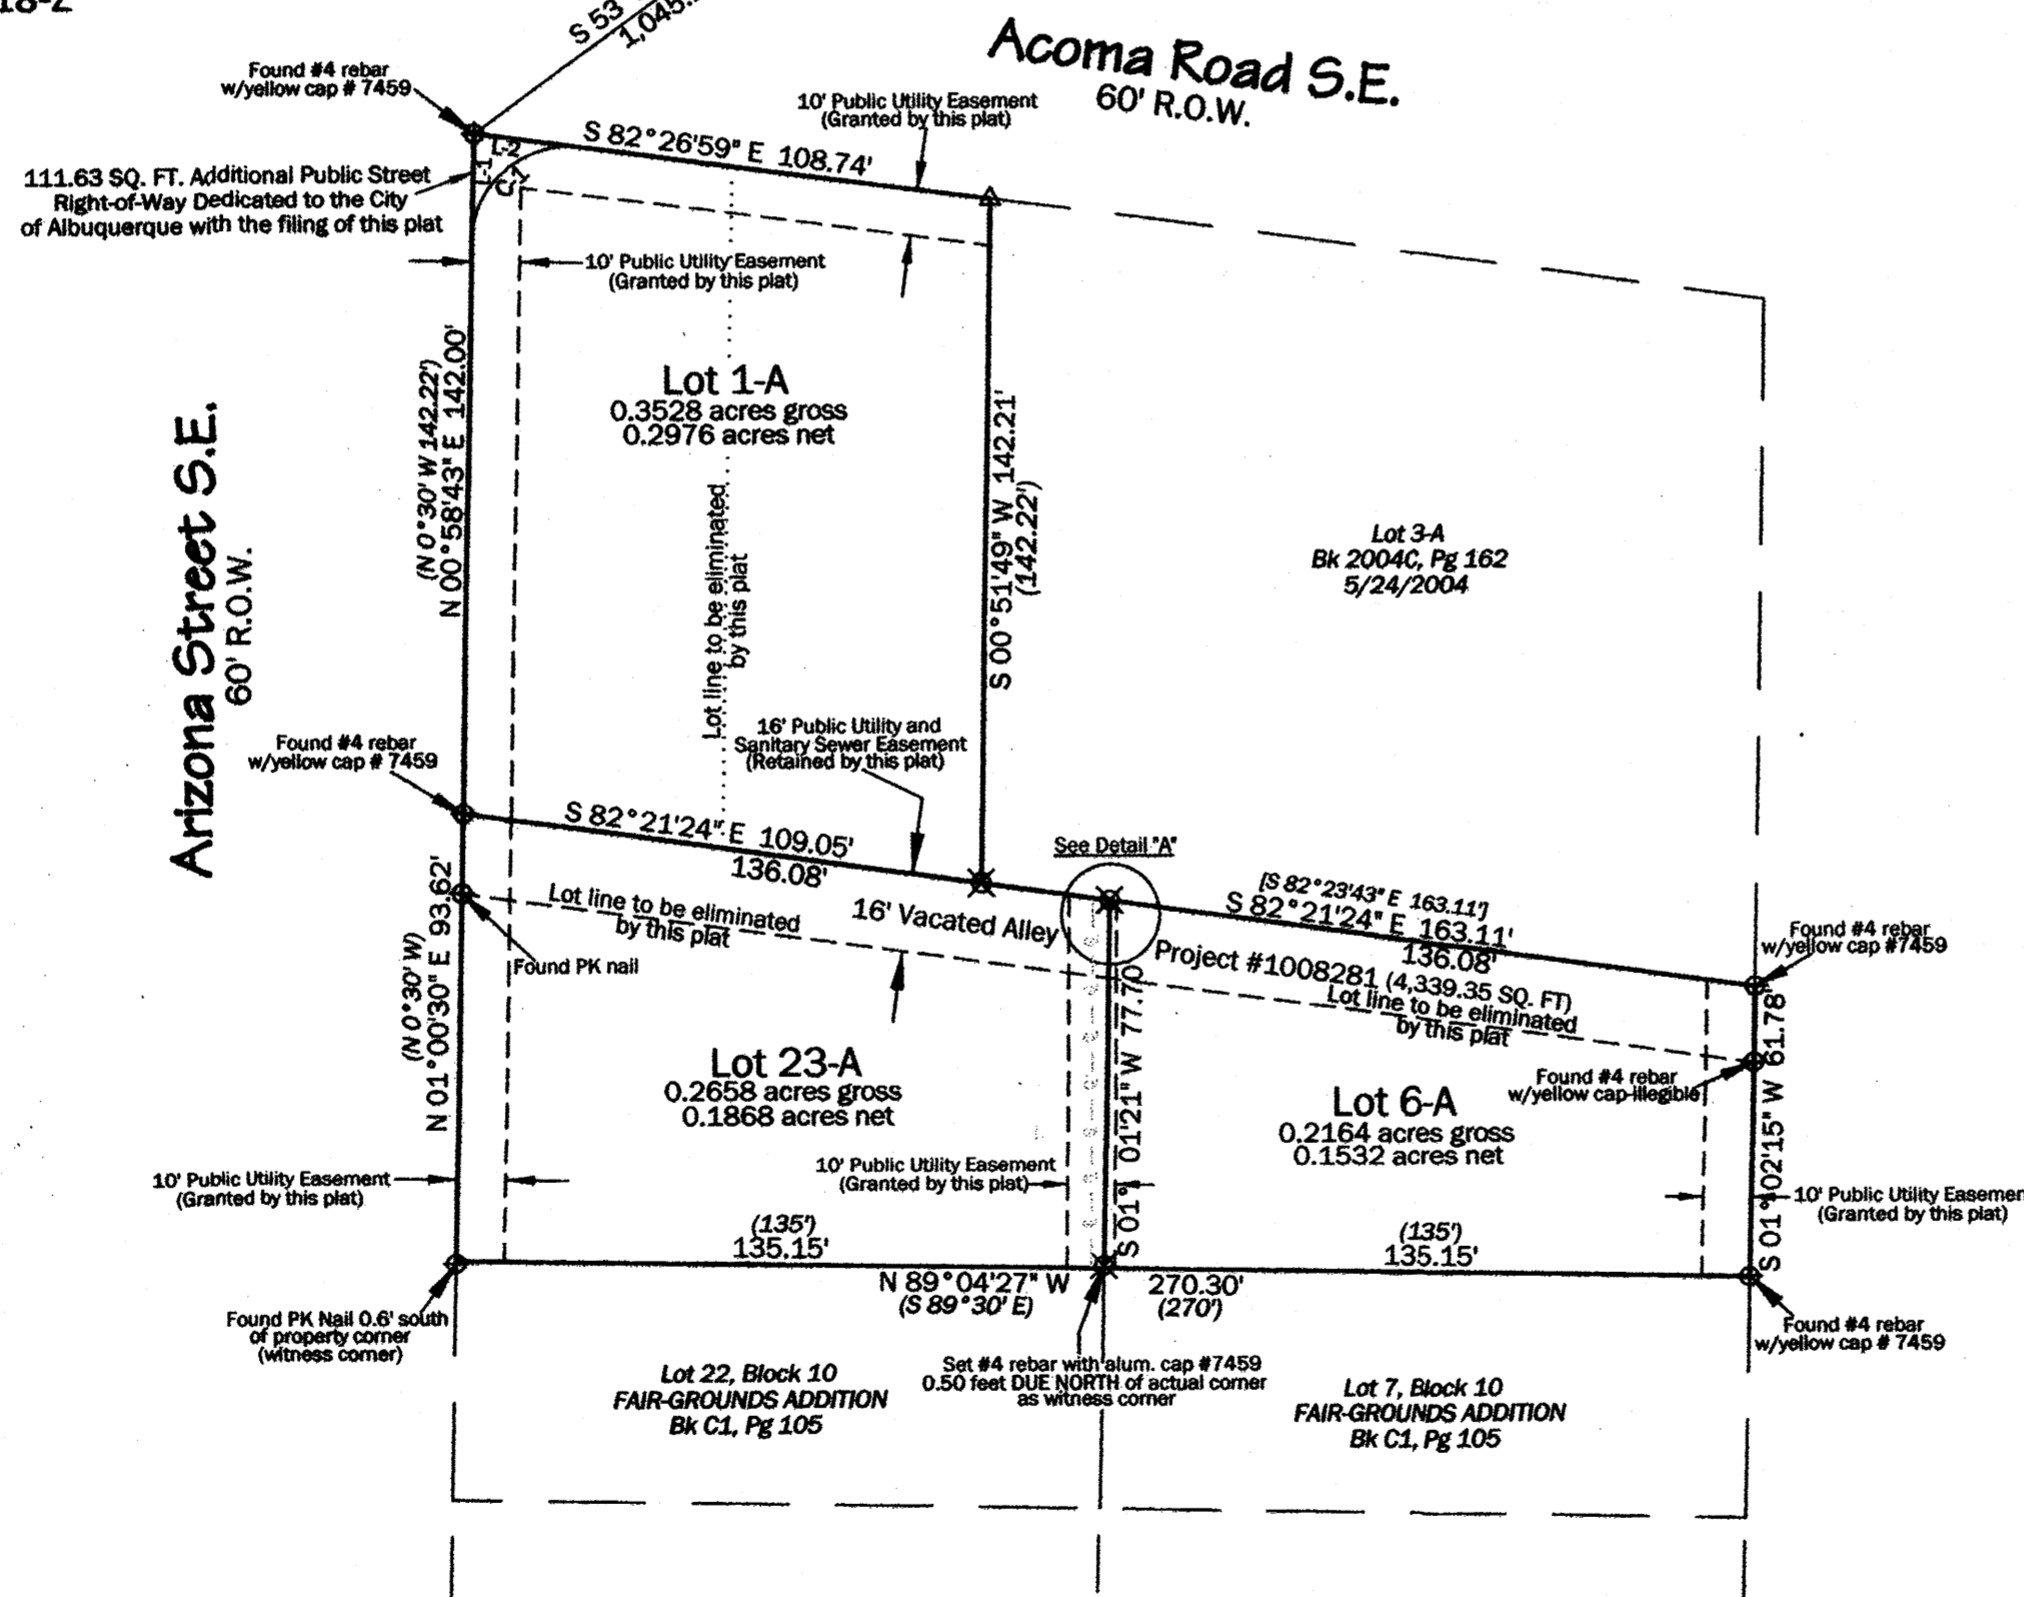 18-Z
S 53
1,045.
Acoma Road S.E.
60' R.O.W.
Found #4 rebar
w/yellow cap # 7459
10' Public Utility Easement
(Granted by this plat)
S 82°26'59" E 108.74'
L-2
L-1
C-1
111.63 SQ. FT. Additional Public Street
Right-of-Way Dedicated to the City
of Albuquerque with the filing of this plat
10' Public Utility Easement
(Granted by this plat)
Lot 1-A
0.3528 acres gross
0.2976 acres net
(N 0°30' W 142.22')
N 00°58'43" E 142.00'
Arizona Street S.E.
60' R.O.W.
Lot line to be eliminated
by this plat
S 00°51'49" W 142.21'
(142.22')
Lot 3-A
Bk 2004C, Pg 162
5/24/2004
16' Public Utility and
Sanitary Sewer Easement
(Retained by this plat)
Found #4 rebar
w/yellow cap # 7459
S 82°21'24" E 109.05'
136.08'
See Detail "A"
[S 82°23'43" E 163.11']
S 82°21'24" E 163.11'
136.08'
Found #4 rebar
w/yellow cap #7459
Lot line to be eliminated
by this plat
16' Vacated Alley
Project #1008281 (4,339.35 SQ. FT)
Lot line to be eliminated
by this plat
Found PK nail
(N 0°30' W)
N 01°00'30" E 93.62'
Lot 23-A
0.2658 acres gross
0.1868 acres net
S 01° 01'21" W 77.70'
Lot 6-A
0.2164 acres gross
0.1532 acres net
Found #4 rebar
w/yellow cap-illegible
S 01°02'15" W 61.78'
10' Public Utility Easement
(Granted by this plat)
10' Public Utility Easement
(Granted by this plat)
10' Public Utility Easemen
(Granted by this plat)
(135')
135.15'
(135')
135.15'
N 89°04'27" W 270.30'
(S 89°30' E) (270')
Found PK Nail 0.6' south
of property corner
(witness corner)
Set #4 rebar with alum. cap #7459
0.50 feet DUE NORTH of actual corner
as witness corner
Found #4 rebar
w/yellow cap # 7459
Lot 22, Block 10
FAIR-GROUNDS ADDITION
Bk C1, Pg 105
Lot 7, Block 10
FAIR-GROUNDS ADDITION
Bk C1, Pg 105